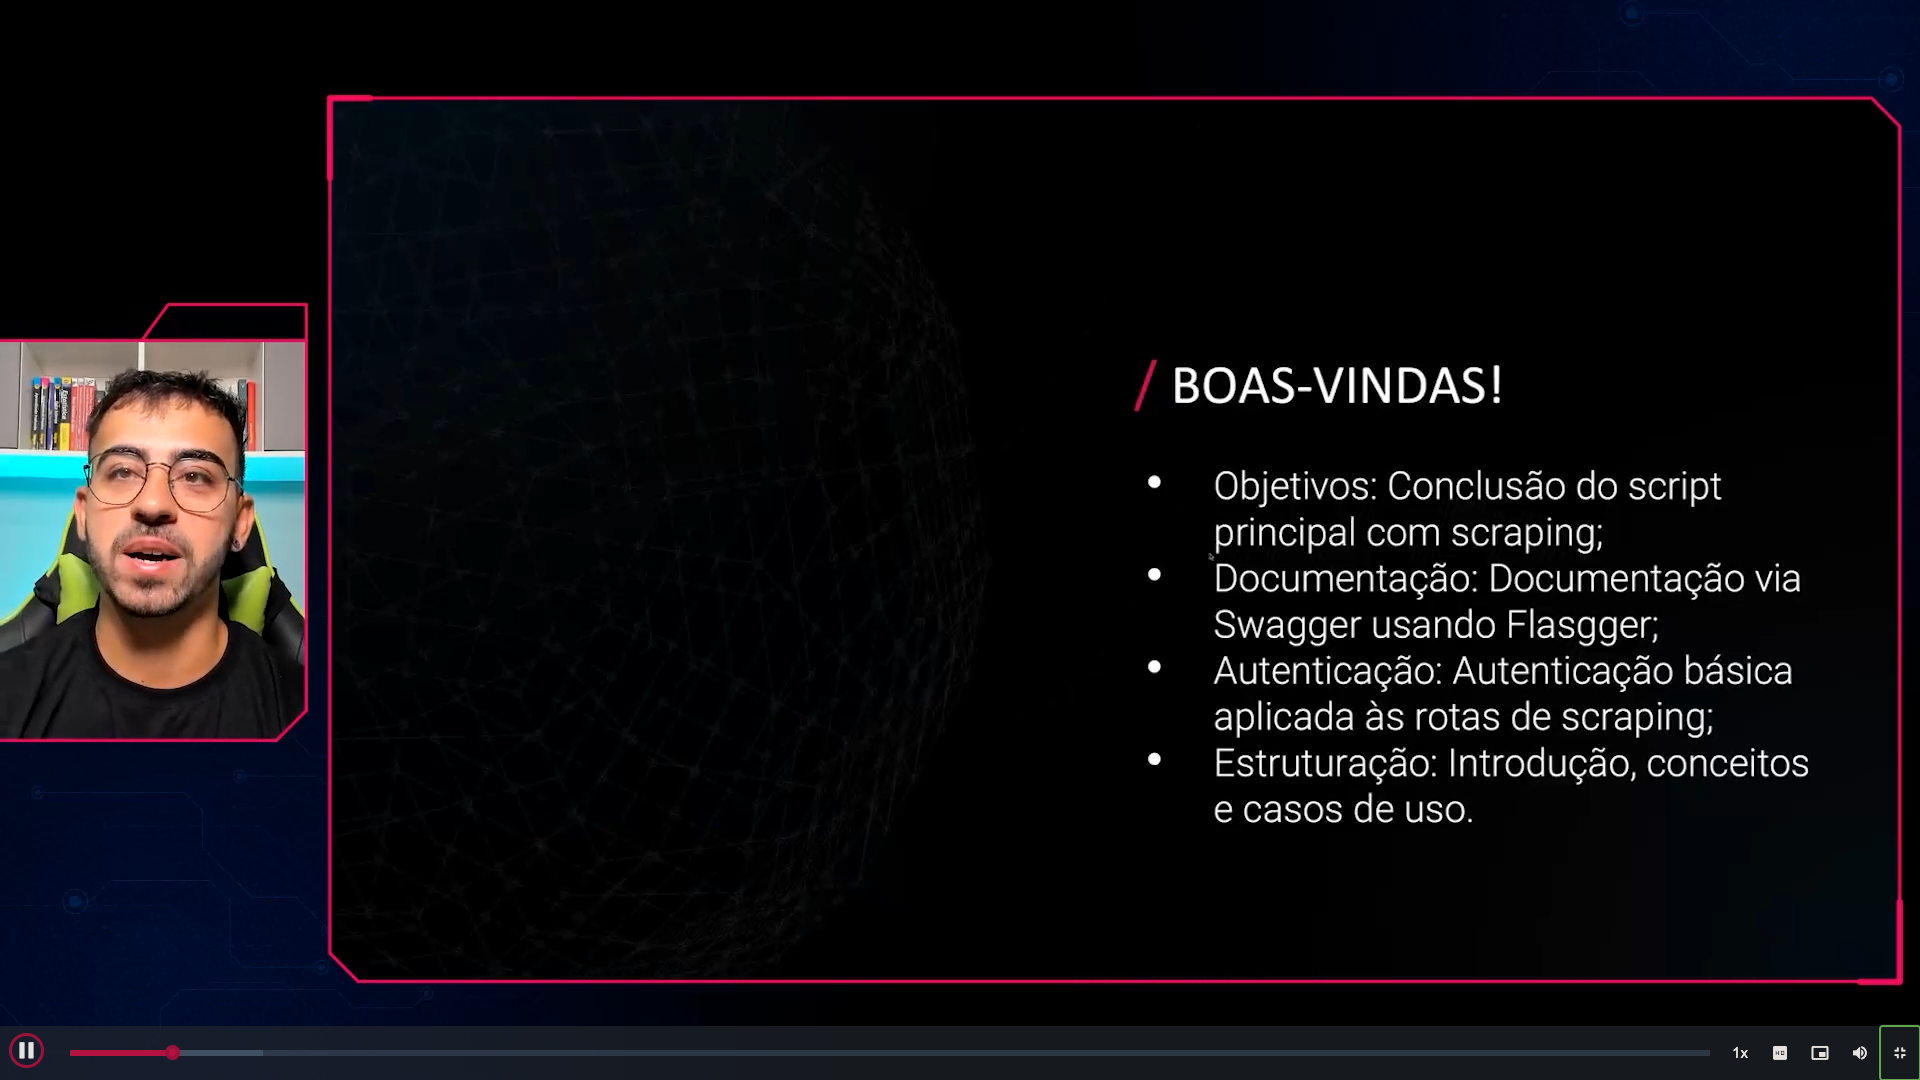 / BOAS-VINDAS!
• Objetivos: Conclusão do script
principal com scraping;
• Documentação: Documentação via
Swagger usando Flasgger;
• Autenticação: Autenticação básica
aplicada às rotas de scraping;
• Estruturação: Introdução, conceitos
e casos de uso.
1x
HD